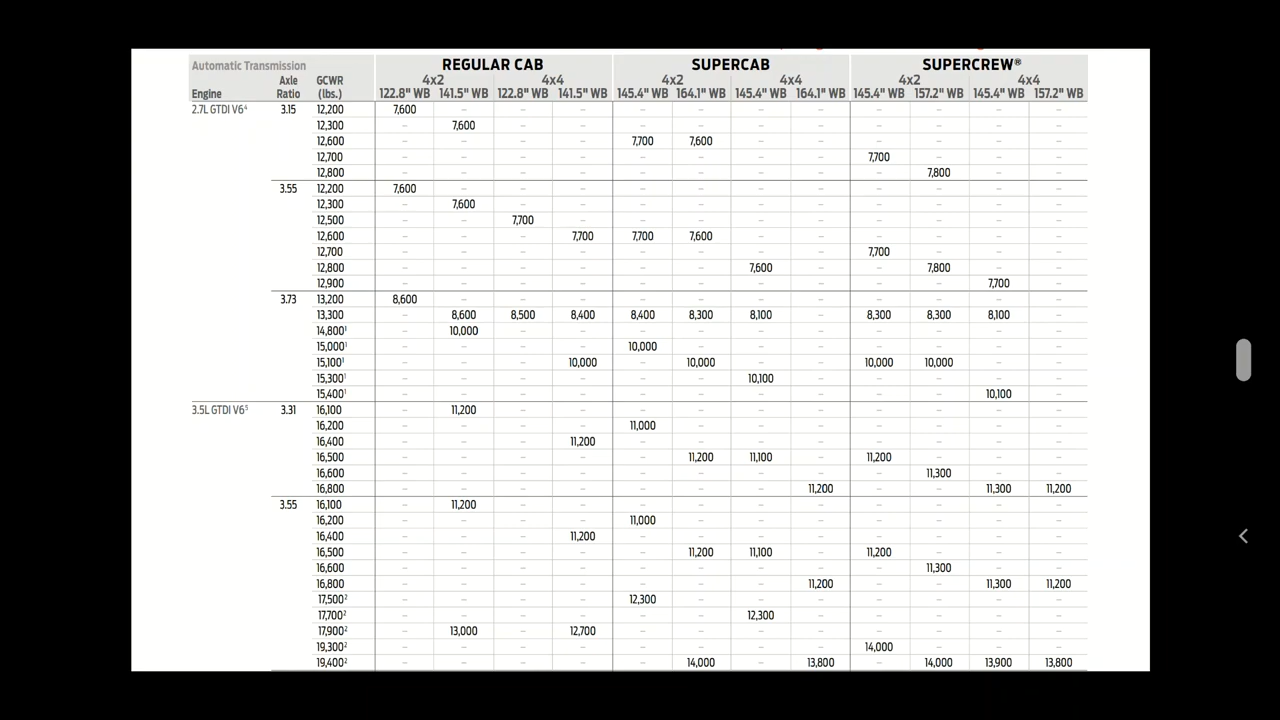 Automatic Transmission REGULAR CAB SUPERCAB SUPERCREW®
Axle GCWR 4x2 4x4 4x2 4x4 4x2 4x4
Engine Ratio (lbs.) 122.8" WB 141.5" WB 122.8" WB 141.5" WB 145.4" WB 164.1" WB 145.4" WB 164.1" WB 145.4" WB 157.2" WB 145.4" WB 157.2" WB
2.7L GTDI V6⁴ 3.15 12,200 7,600 – – – – – – – – – – –
12,300 – 7,600 – – – – – – – – – –
12,600 – – – – 7,700 7,600 – – – – – –
12,700 – – – – – – – – 7,700 – – –
12,800 – – – – – – – – – 7,800 – –
3.55 12,200 7,600 – – – – – – – – – – –
12,300 – 7,600 – – – – – – – – – –
12,500 – – 7,700 – – – – – – – – –
12,600 – – – 7,700 7,700 7,600 – – – – – –
12,700 – – – – – – – – 7,700 – – –
12,800 – – – – – – 7,600 – – 7,800 – –
12,900 – – – – – – – – – – 7,700 –
3.73 13,200 8,600 – – – – – – – – – – –
13,300 – 8,600 8,500 8,400 8,400 8,300 8,100 – 8,300 8,300 8,100 –
14,800¹ – 10,000 – – – – – – – – – –
15,000¹ – – – – 10,000 – – – – – – –
15,100¹ – – – 10,000 – 10,000 – – 10,000 10,000 – –
15,300¹ – – – – – – 10,100 – – – – –
15,400¹ – – – – – – – – – – 10,100 –
3.5L GTDI V6⁵ 3.31 16,100 – 11,200 – – – – – – – – – –
16,200 – – – – 11,000 – – – – – – –
16,400 – – – 11,200 – – – – – – – –
16,500 – – – – – 11,200 11,100 – 11,200 – – –
16,600 – – – – – – – – – 11,300 – –
16,800 – – – – – – – 11,200 – – 11,300 11,200
3.55 16,100 – 11,200 – – – – – – – – – –
16,200 – – – – 11,000 – – – – – – –
16,400 – – – 11,200 – – – – – – – –
16,500 – – – – – 11,200 11,100 – 11,200 – – –
16,600 – – – – – – – – – 11,300 – –
16,800 – – – – – – – 11,200 – – 11,300 11,200
17,500² – – – – 12,300 – – – – – – –
17,700² – – – – – – 12,300 – – – – –
17,900² – 13,000 – 12,700 – – – – – – – –
19,300² – – – – – – – – 14,000 – – –
19,400² – – – – – 14,000 – 13,800 – 14,000 13,900 13,800